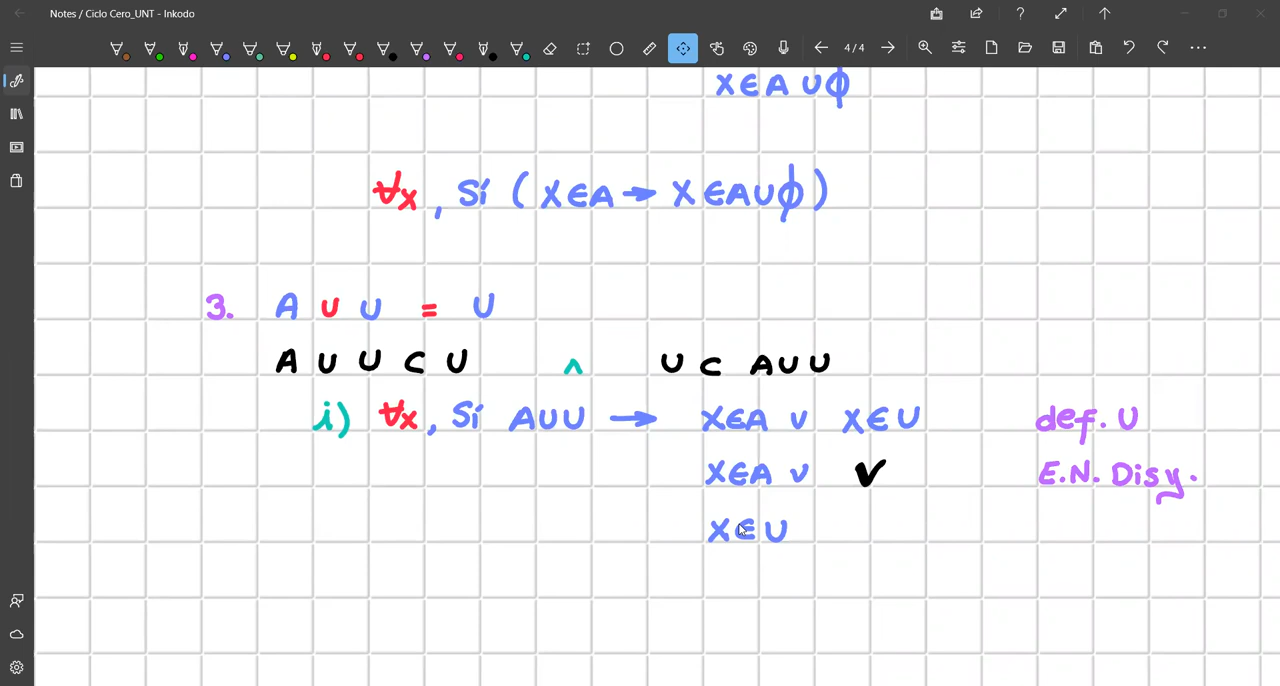 Notes / Ciclo Cero_UNT - Inkodo
4/4
x∈A ∪ϕ
∀x, Sí (x∈A → x∈A∪ϕ)
3. A ∪ U = U
A ∪ U ⊂ U ∧ U ⊂ A∪U
i) ∀x, Sí A∪U → x∈A ∨ x∈U def. U
x∈A ∨ V E.N. Disy.
x∈U